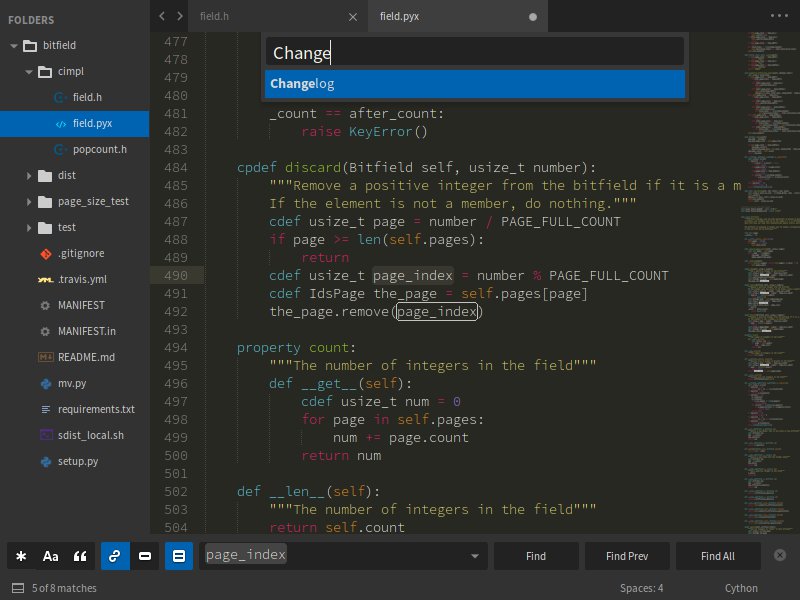 FOLDERS
bitfield
cimpl
field.h
field.pyx
popcount.h
dist
page_size_test
test
.gitignore
.travis.yml
MANIFEST
MANIFEST.in
README.md
mv.py
requirements.txt
sdist_local.sh
setup.py
field.h
field.pyx
Change
Changelog
477
478
479
480
481 _count == after_count:
482 raise KeyError()
483
484 cpdef discard(Bitfield self, usize_t number):
485 """Remove a positive integer from the bitfield if it is a m
486 If the element is not a member, do nothing."""
487 cdef usize_t page = number / PAGE_FULL_COUNT
488 if page >= len(self.pages):
489 return
490 cdef usize_t page_index = number % PAGE_FULL_COUNT
491 cdef IdsPage the_page = self.pages[page]
492 the_page.remove(page_index)
493
494 property count:
495 """The number of integers in the field"""
496 def __get__(self):
497 cdef usize_t num = 0
498 for page in self.pages:
499 num += page.count
500 return num
501
502 def __len__(self):
503 """The number of integers in the field"""
504 return self.count
Aa
page_index
Find
Find Prev
Find All
5 of 8 matches
Spaces: 4
Cython